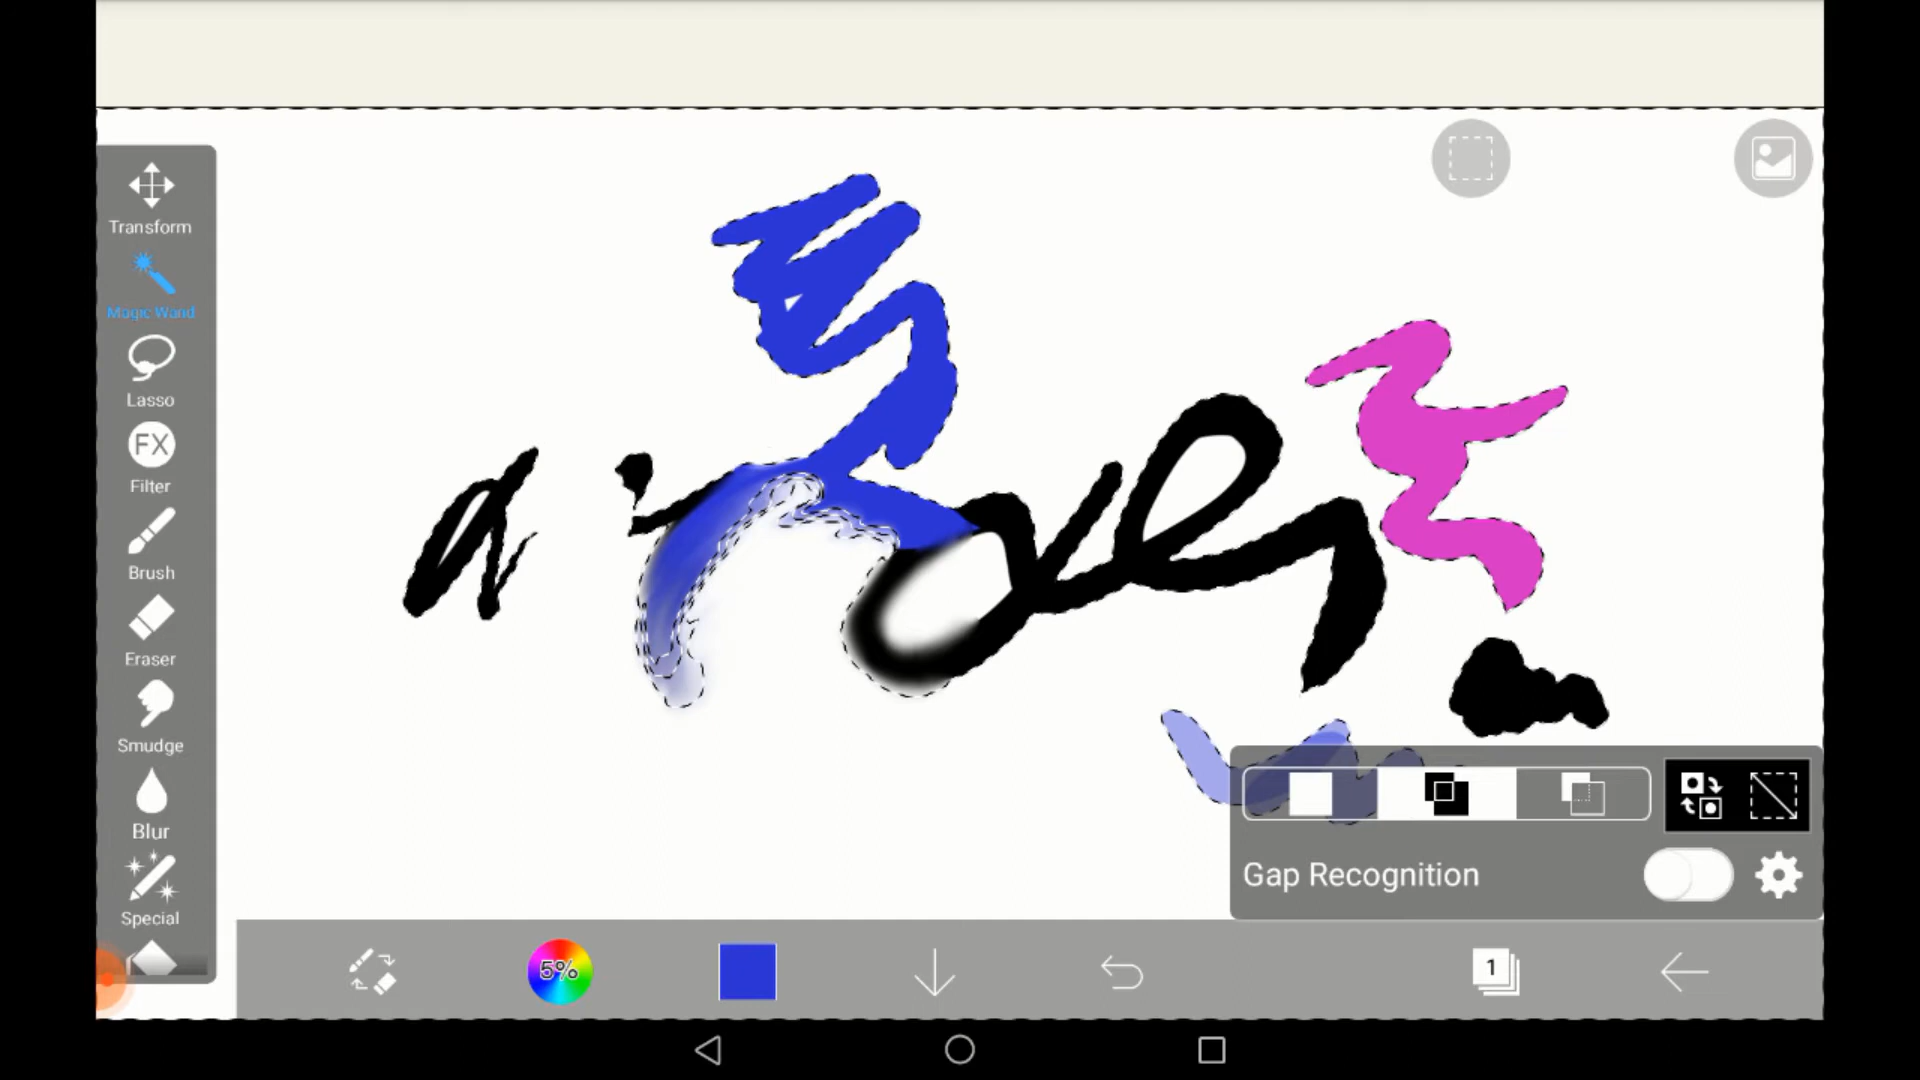 Transform
Magic Wand
Lasso
FX
Filter
Brush
Eraser
Smudge
Blur
Special
Gap Recognition
5%
1